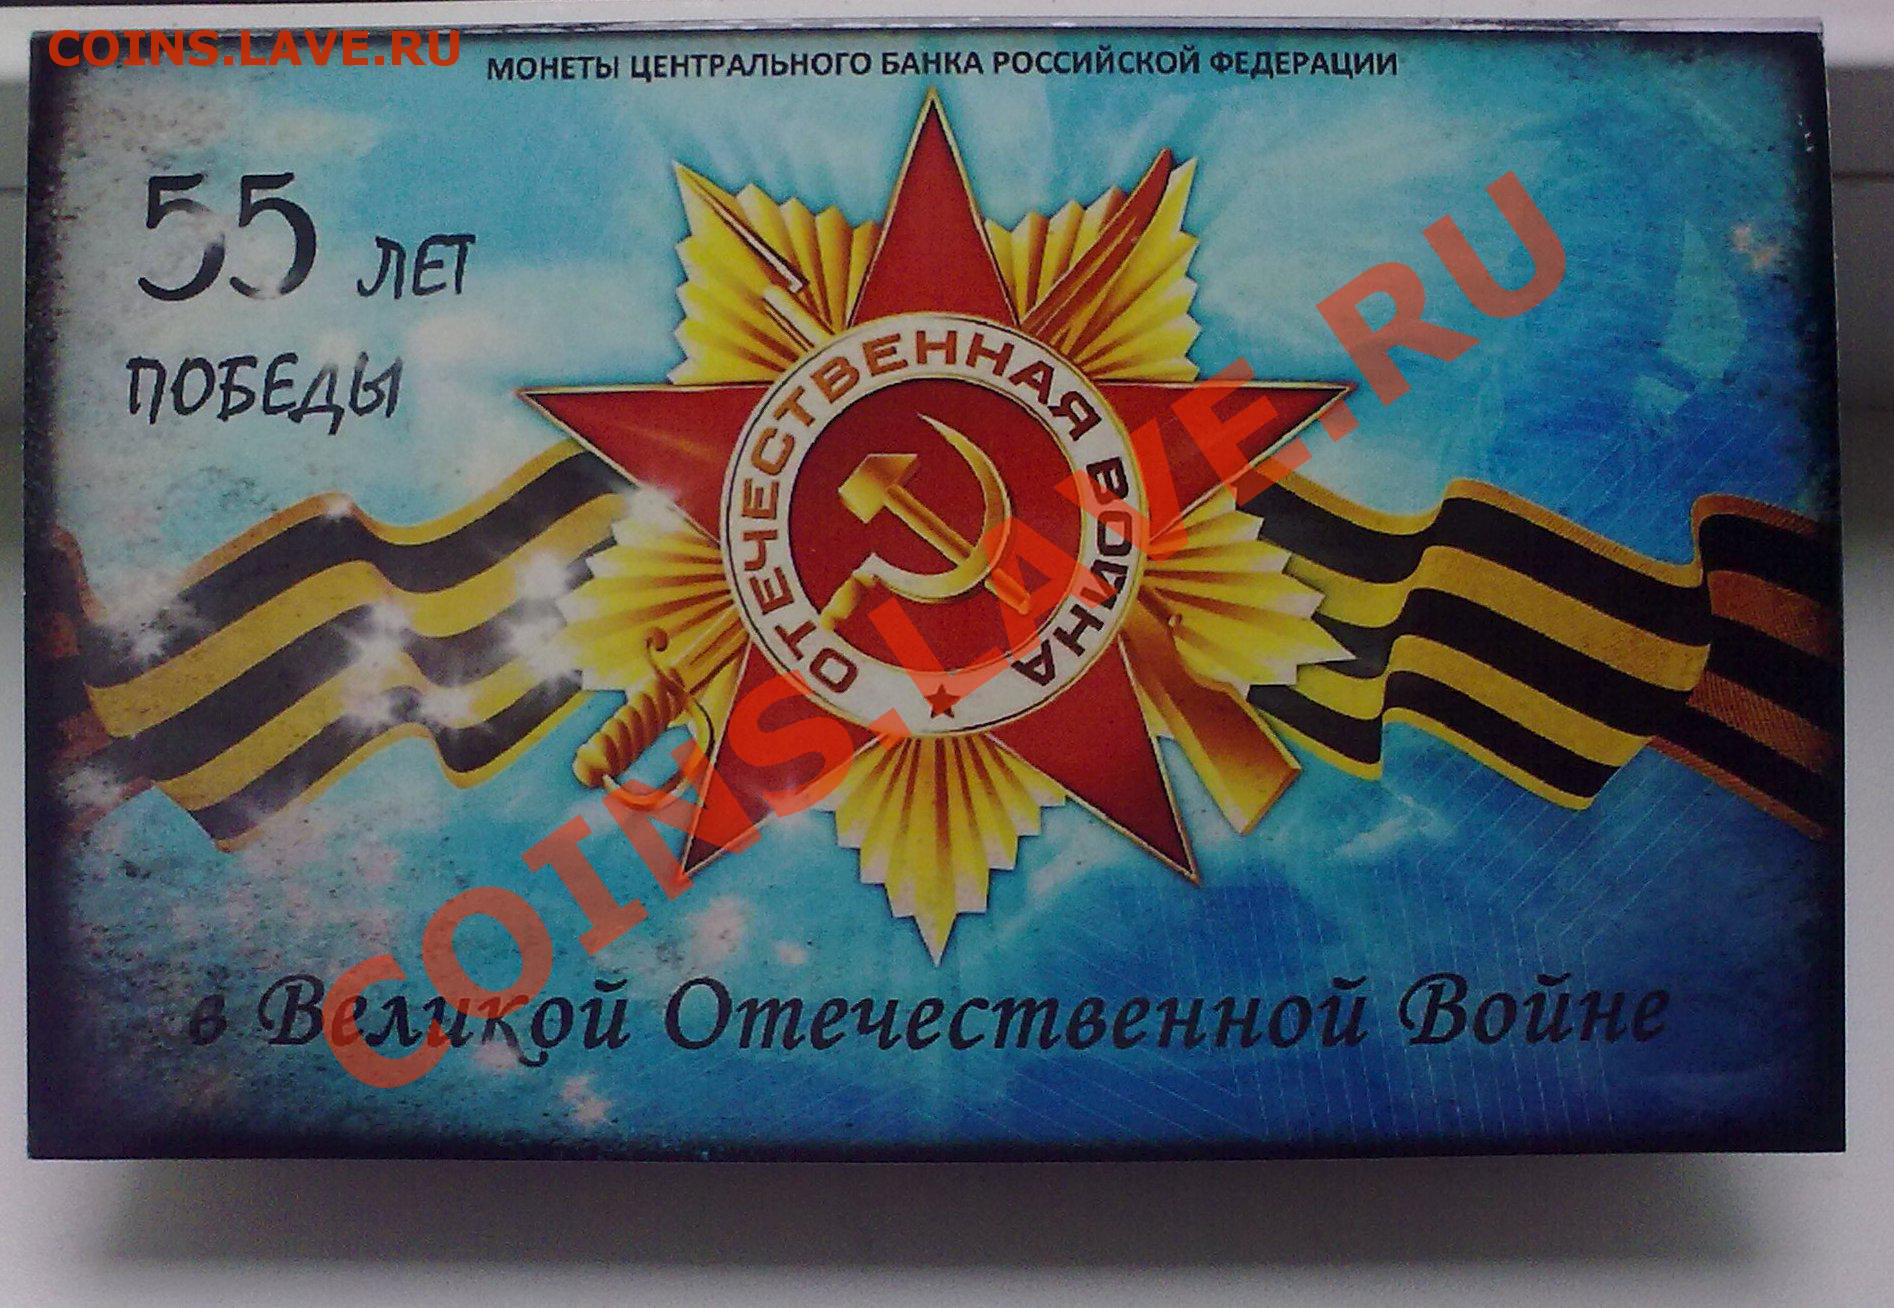 COINS.LAVE.RU
МОНЕТЫ ЦЕНТРАЛЬНОГО БАНКА РОССИЙСКОЙ ФЕДЕРАЦИИ
55 ЛЕТ
ПОБЕДЫ
ОТЕЧЕСТВЕННАЯ ВОЙНА
COINS.LAVE.RU
в Великой Отечественной Войне